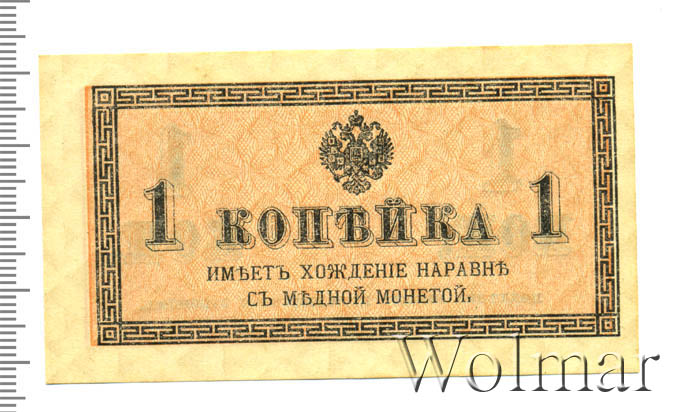 1 КОПѢЙКА 1
ИМѢЕТЪ ХОЖДЕНІЕ НАРАВНѢ
СЪ МѢДНОЙ МОНЕТОЙ.
Wolmar